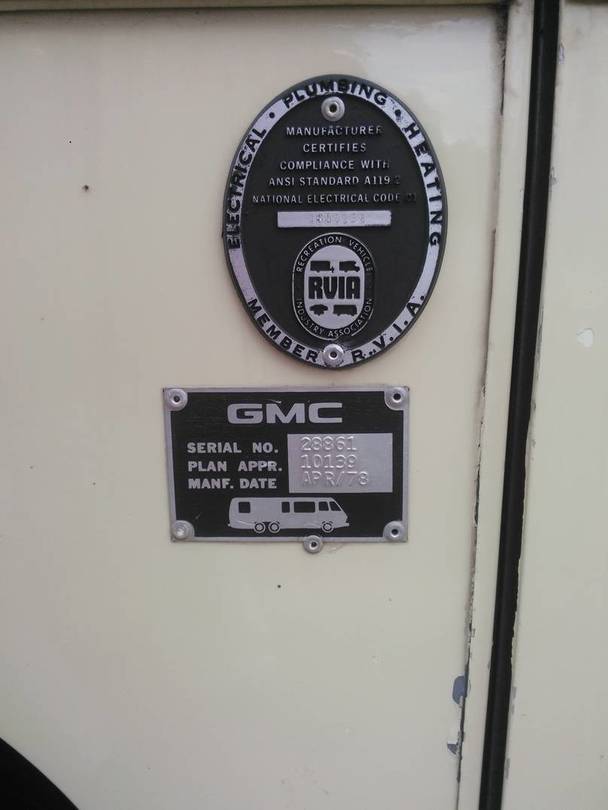 ELECTRICAL • PLUMBING • HEATING
MANUFACTURER
CERTIFIES
COMPLIANCE WITH
ANSI STANDARD A119
NATIONAL ELECTRICAL CODE
RECREATION VEHICLE
RVIA
INDUSTRY ASSOCIATION
MEMBER R.V.I.A.
GMC
SERIAL NO. 28861
PLAN APPR. 10139
MANF. DATE APR/78